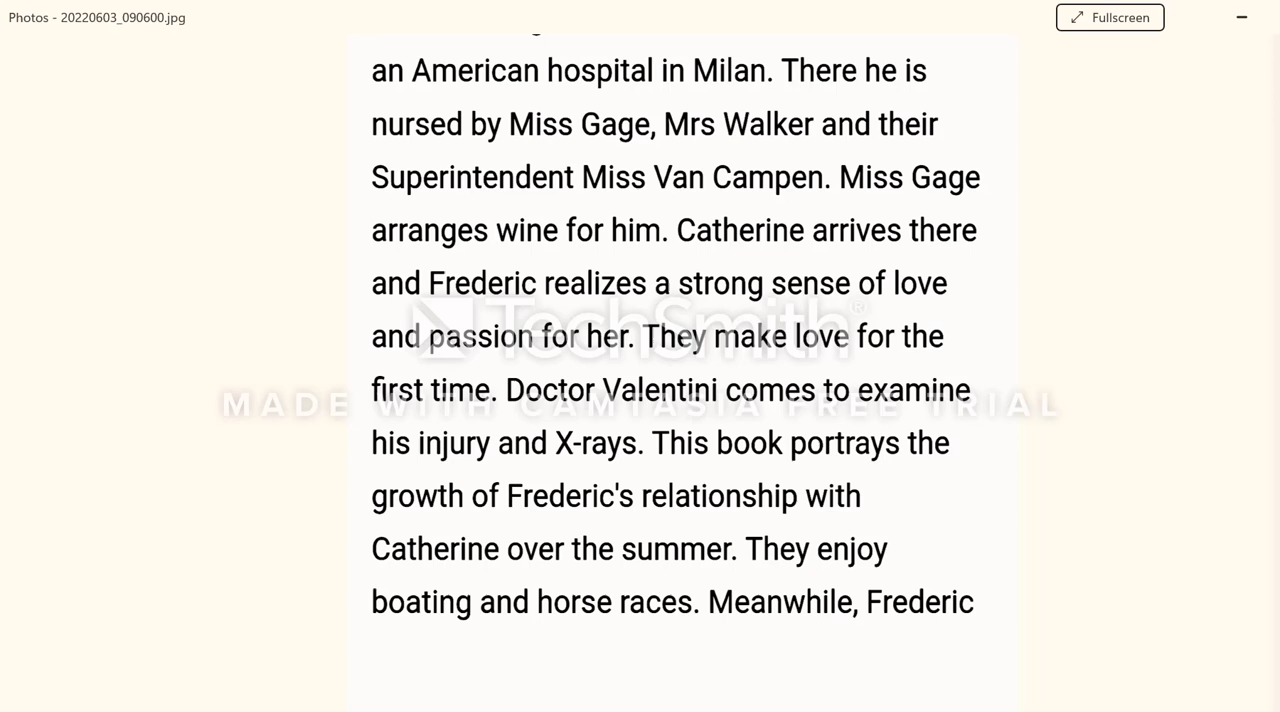 Photos - 20220603_090600.jpg
Fullscreen
an American hospital in Milan. There he is
nursed by Miss Gage, Mrs Walker and their
Superintendent Miss Van Campen. Miss Gage
arranges wine for him. Catherine arrives there
and Frederic realizes a strong sense of love
TechSmith®
and passion for her. They make love for the
first time. Doctor Valentini comes to examine
MADE WITH CAMTASIA FREE TRIAL
his injury and X-rays. This book portrays the
growth of Frederic's relationship with
Catherine over the summer. They enjoy
boating and horse races. Meanwhile, Frederic